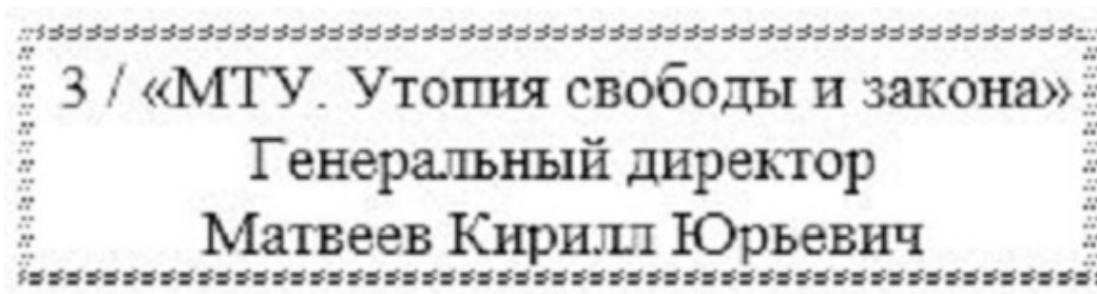 3 / «МТУ. Утопия свободы и закона»
Генеральный директор
Матвеев Кирилл Юрьевич